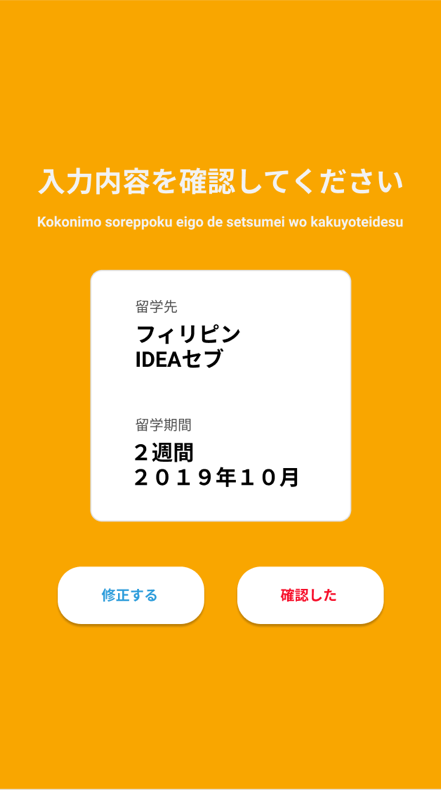 入力内容を確認してください
Kokonimo soreppoku eigo de setsumei wo kakuyoteidesu
留学先
フィリピン
IDEAセブ
留学期間
２週間
２０１９年１０月
修正する
確認した